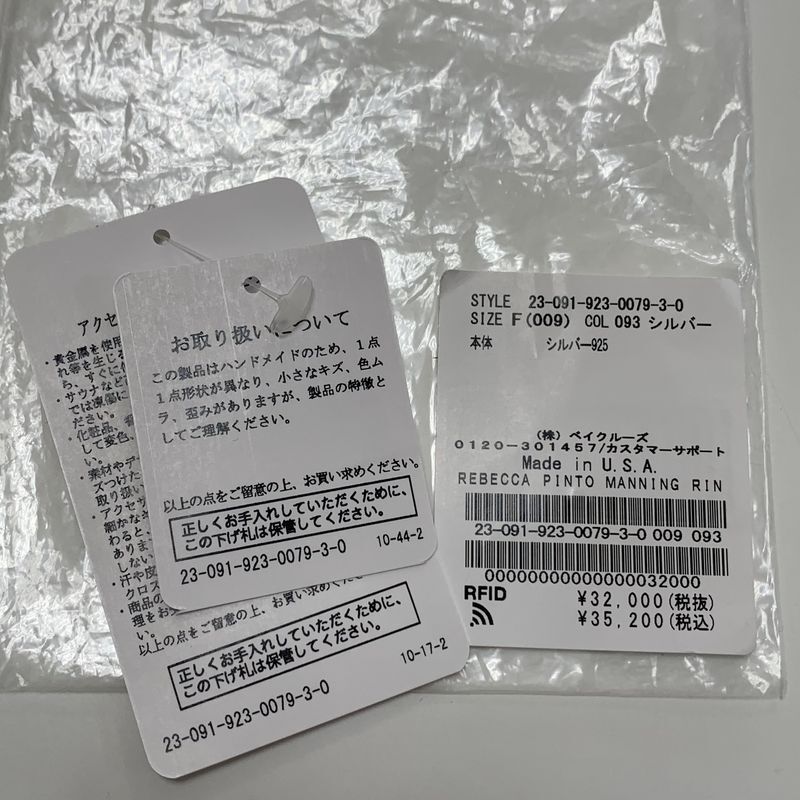 アクセ
・貴金属を使用
れ等を生じる
ら、すぐに使
・サウナなど
では凍傷に
ださい。
・化粧品、香
して変色、
い。
・素材やデ
ズつけた
取り扱い
・アクセサ
細かなキ
わると、
ありま
しない
・汗や皮
クロス
・商品の
理をお
い。
以上の点をご留意の上、お買い求めくださ
正しくお手入れしていただくために、
この下げ札は保管してください。
23-091-923-0079-3-0 10-17-2
お取り扱いについて
この製品はハンドメイドのため、1点
1点形状が異なり、小さなキズ、色ム
ラ、歪みがありますが、製品の特徴と
してご理解ください。
以上の点をご留意の上、お買い求めください。
正しくお手入れしていただくために、
この下げ札は保管してください。
23-091-923-0079-3-0 10-44-2
STYLE 23-091-923-0079-3-0
SIZE F(009) COL 093 シルバー
本体 シルバー925
(株) ベイクルーズ
0120-301457/カスタマーサポート
Made in U.S.A.
REBECCA PINTO MANNING RIN
23-091-923-0079-3-0 009 093
00000000000000032000
RFID
¥32,000(税抜)
¥35,200(税込)